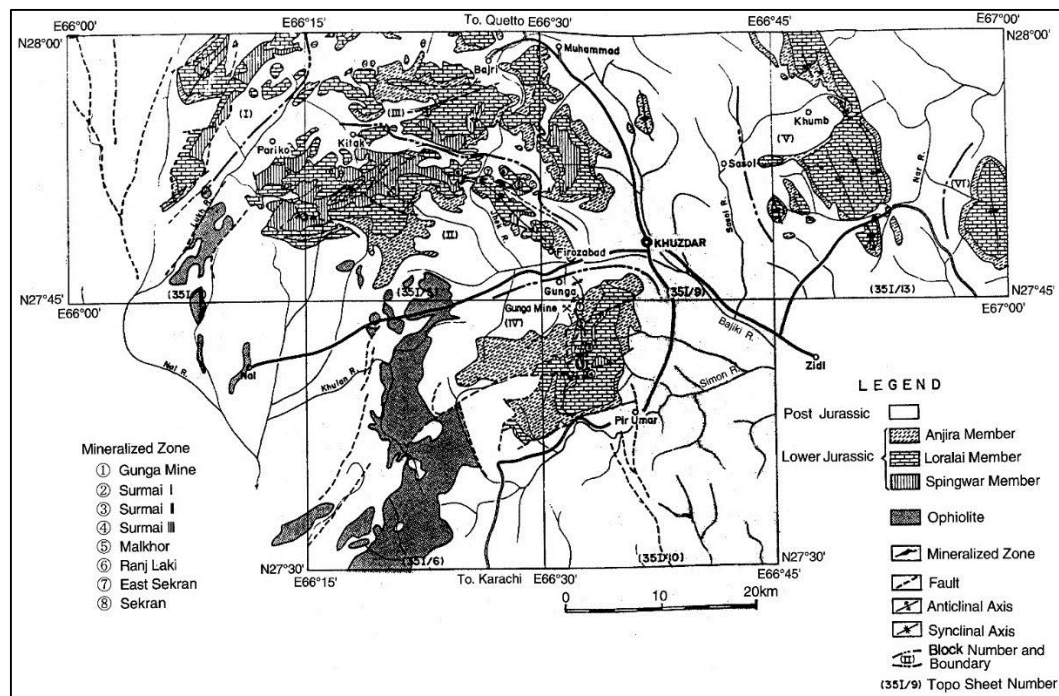 E66°00'
E66°15'
To. Quetto
E66°30'
E66°45'
E67°00'
N28°00'
N28°00'
Muhammad
Bajri
(I)
(III)
Khumb
Pariko
Kitak
(V)
Sasol
Nar R.
(VI)
Sasol R.
(II)
KHUZDAR
Firozabad
N27°45'
(35I/5)
Gunga
(35I/9)
(35I/13)
N27°45'
E66°00'
E67°00'
Gunga Mine
(IV)
Bajiki R.
Nal
Nal R.
Khulan R.
Simon R.
Zidi
Pir Umar
LEGEND
Post Jurassic
Lower Jurassic
Anjira Member
Loralai Member
Spingwar Member
Ophiolite
Mineralized Zone
Fault
Anticlinal Axis
Synclinal Axis
Block Number and
Boundary
(35I/9) Topo Sheet Number
Mineralized Zone
① Gunga Mine
② Surmai I
③ Surmai II
④ Surmai III
⑤ Malkhor
⑥ Ranj Laki
⑦ East Sekran
⑧ Sekran
N27°30'
(35I/6)
(35I/10)
N27°30'
E66°15'
To. Karachi
E66°30'
E66°45'
0 10 20km